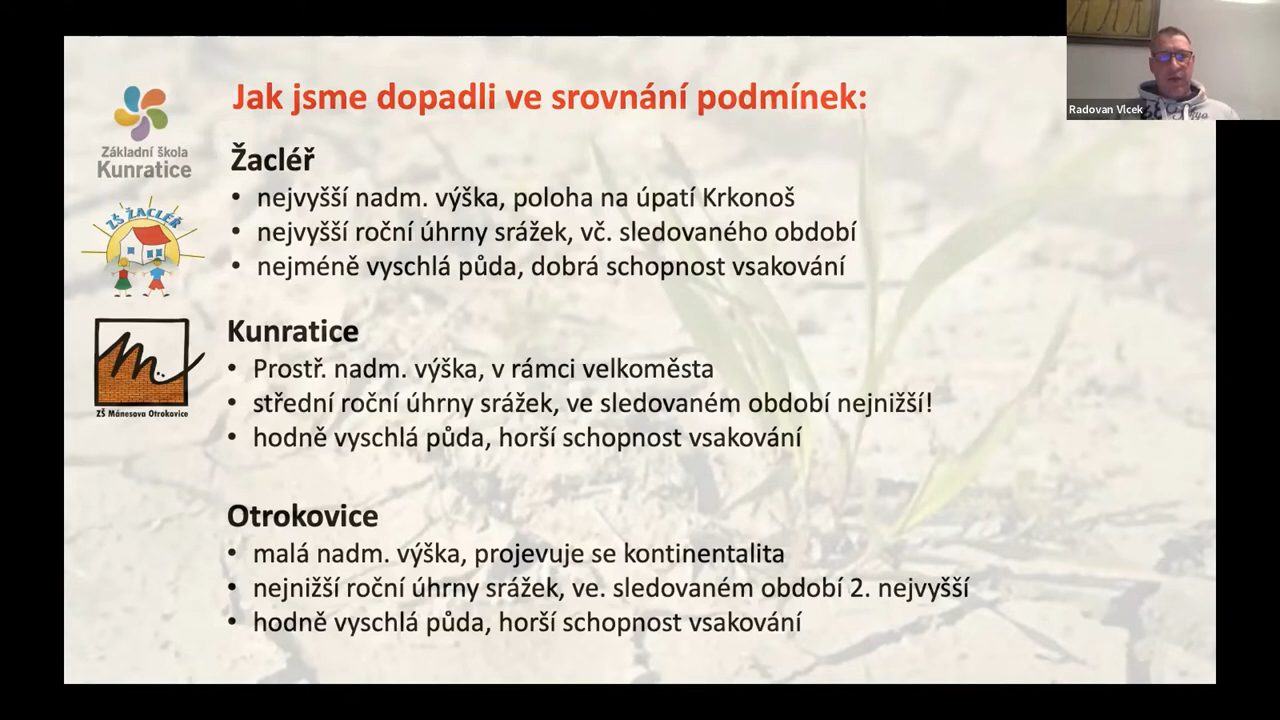 Jak jsme dopadli ve srovnání podmínek:
Radovan Vlcek
Základní škola
Kunratice
ZŠ ŽACLÉŘ
ZŠ Mánesova Otrokovice
Žacléř
• nejvyšší nadm. výška, poloha na úpatí Krkonoš
• nejvyšší roční úhrny srážek, vč. sledovaného období
• nejméně vyschlá půda, dobrá schopnost vsakování
Kunratice
• Prostř. nadm. výška, v rámci velkoměsta
• střední roční úhrny srážek, ve sledovaném období nejnižší!
• hodně vyschlá půda, horší schopnost vsakování
Otrokovice
• malá nadm. výška, projevuje se kontinentalita
• nejnižší roční úhrny srážek, ve. sledovaném období 2. nejvyšší
• hodně vyschlá půda, horší schopnost vsakování